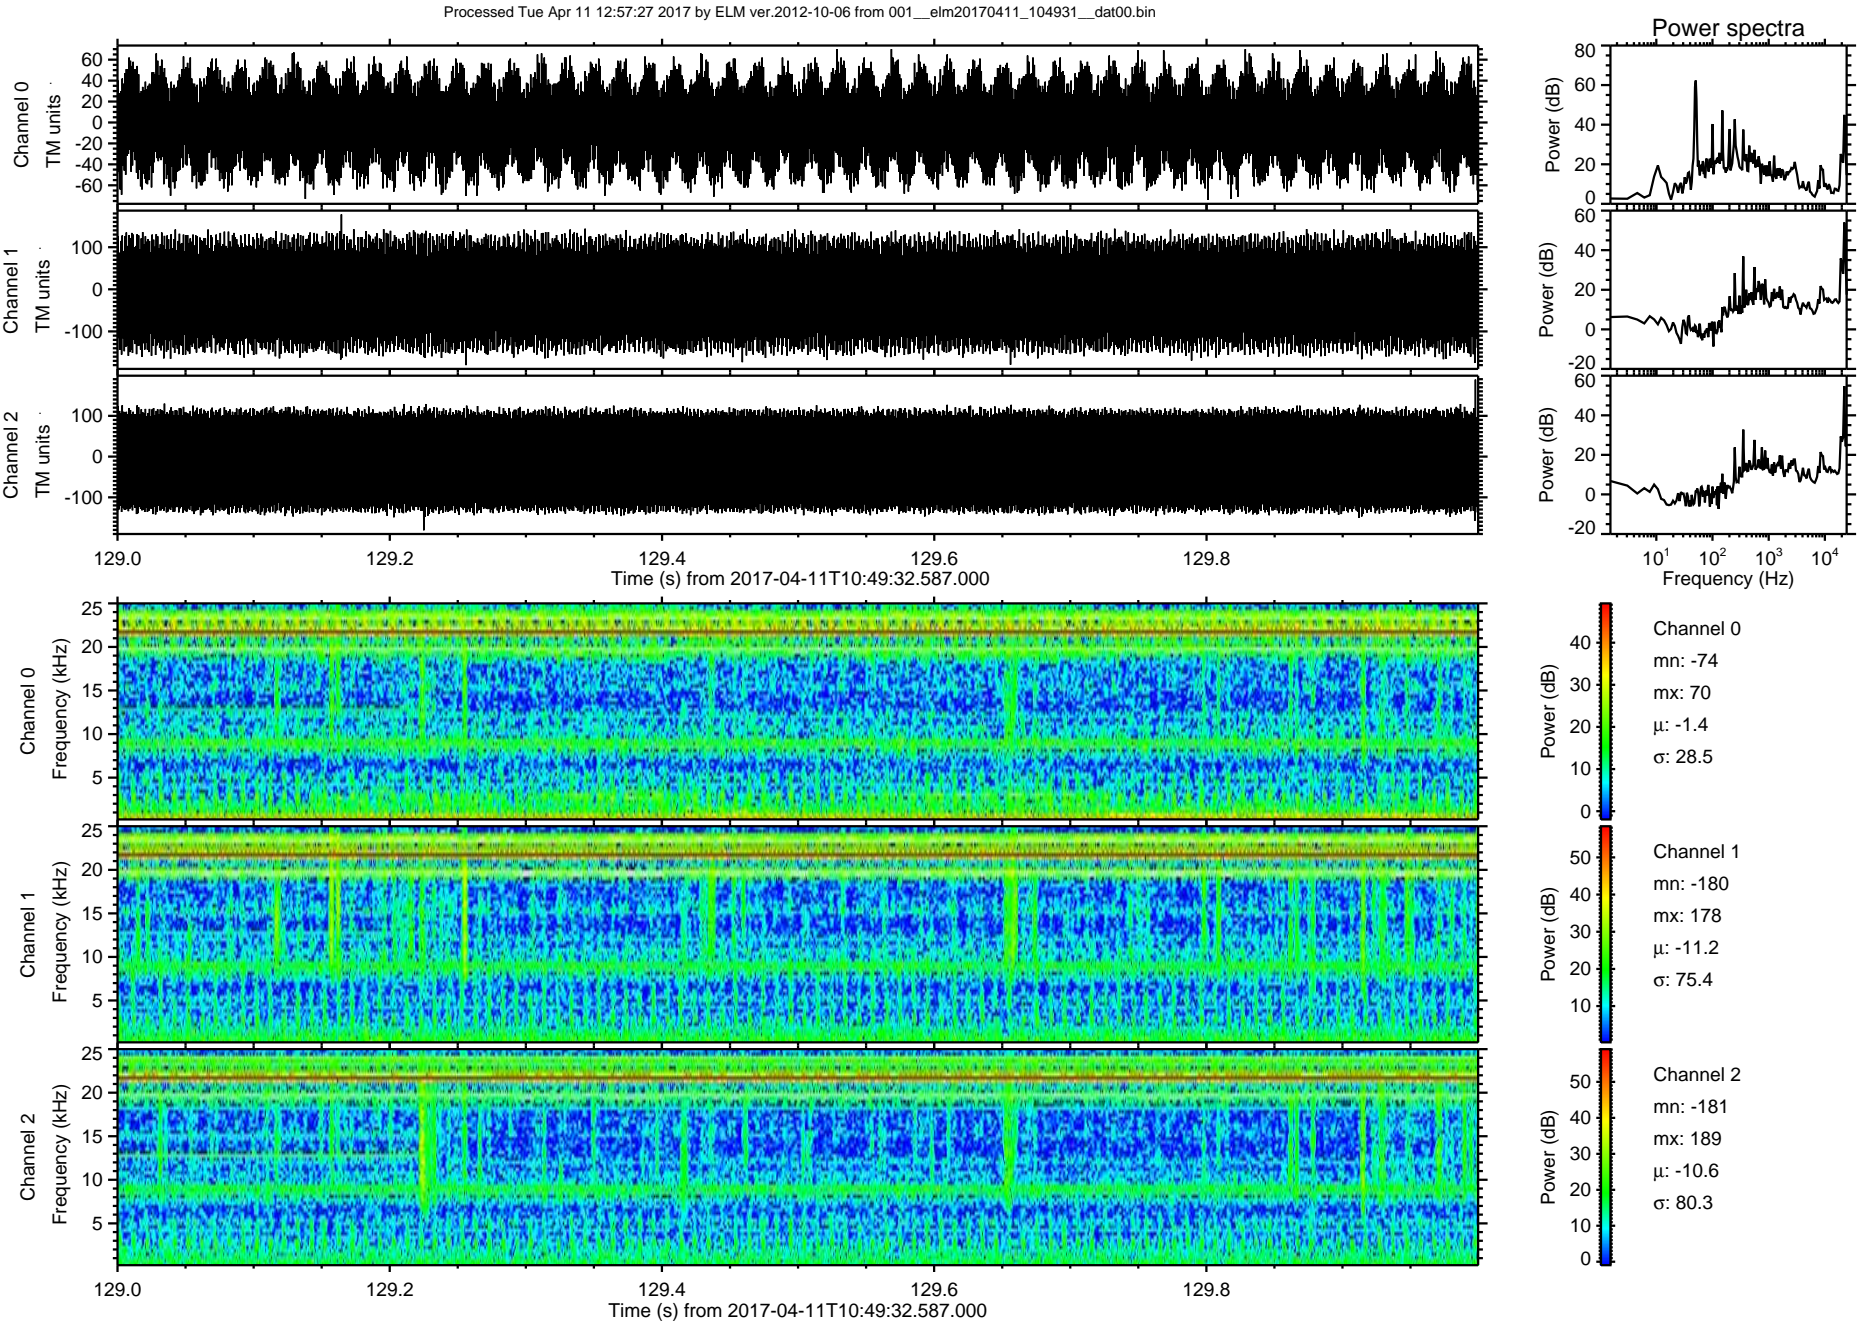 Processed Tue Apr 11 12:57:27 2017 by ELM ver.2012-10-06 from 001__elm20170411_104931__dat00.bin
Power spectra
Channel 0
TM units
60
40
20
0
-20
-40
-60
Power (dB)
80
60
40
20
0
Channel 1
TM units
100
0
-100
Power (dB)
60
40
20
0
-20
Channel 2
TM units
100
0
-100
Power (dB)
60
40
20
0
-20
129.0 129.2 129.4 129.6 129.8
Time (s) from 2017-04-11T10:49:32.587.000
10^1 10^2 10^3 10^4
Frequency (Hz)
Channel 0
Frequency (kHz)
25
20
15
10
5
Power (dB)
40
30
20
10
0
Channel 0
mn: -74
mx: 70
μ: -1.4
σ: 28.5
Channel 1
Frequency (kHz)
25
20
15
10
5
Power (dB)
50
40
30
20
10
Channel 1
mn: -180
mx: 178
μ: -11.2
σ: 75.4
Channel 2
Frequency (kHz)
25
20
15
10
5
Power (dB)
50
40
30
20
10
0
Channel 2
mn: -181
mx: 189
μ: -10.6
σ: 80.3
129.0 129.2 129.4 129.6 129.8
Time (s) from 2017-04-11T10:49:32.587.000